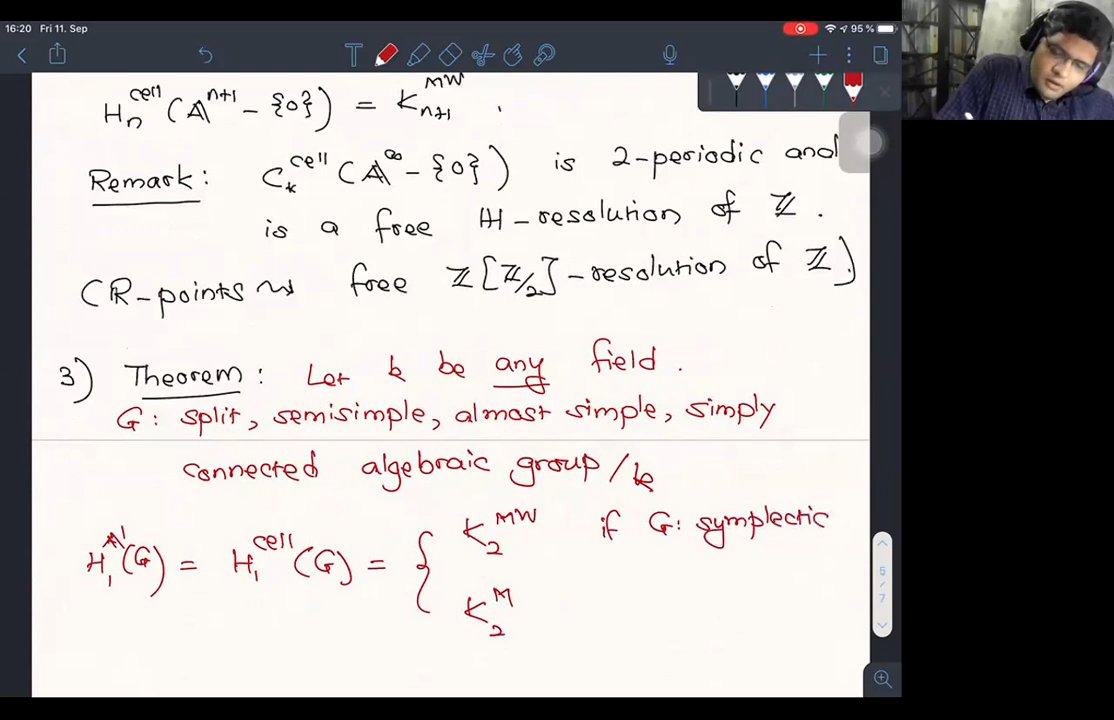 16:20 Fri 11. Sep 95 %
H_n^{cell} (𝔸^{n+1} - {0}) = K_{n+1}^{MW} .
Remark: C_*^{cell} (𝔸^∞ - {0}) is 2-periodic and
is a free ℍ-resolution of ℤ .
(ℝ-points ⇝ free ℤ[ℤ/2]-resolution of ℤ)
3) Theorem: Let k be any field .
G: split, semisimple, almost simple, simply
connected algebraic group / k
H_1^{𝔸^1}(G) = H_1^{cell}(G) = { K_2^{MW} if G: symplectic
K_2^M
5 / 7